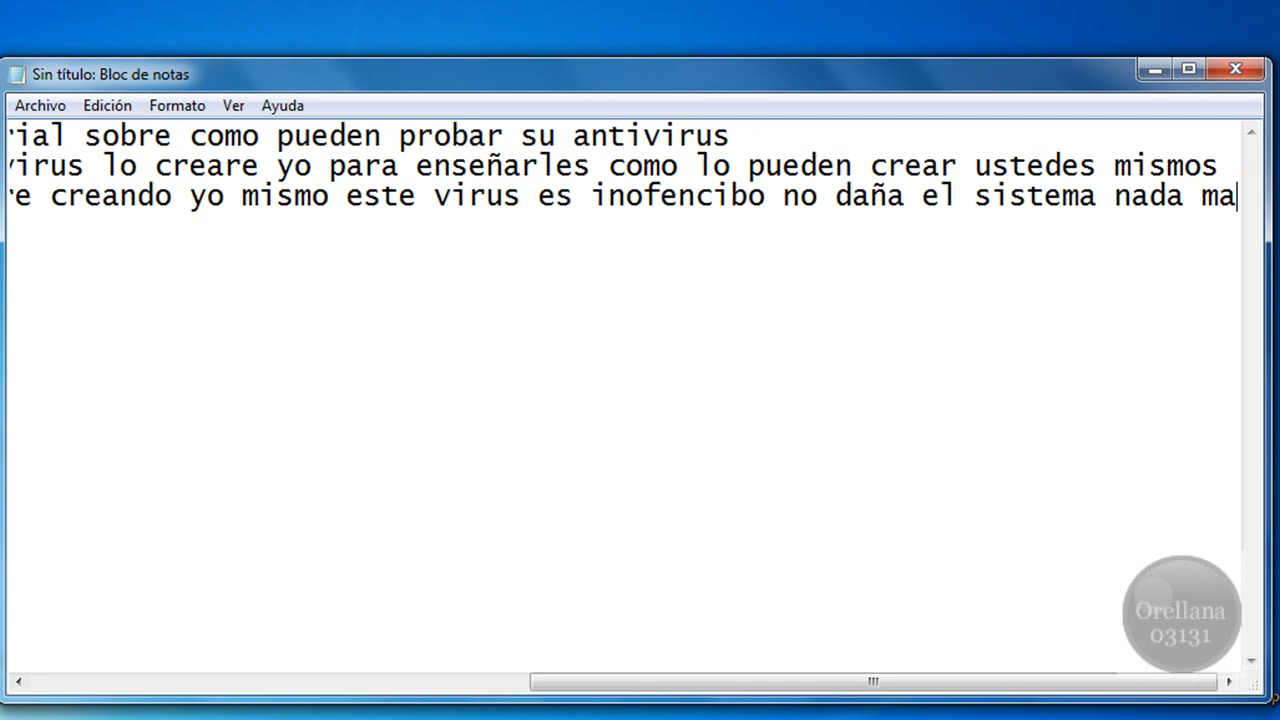 Sin título: Bloc de notas
Archivo Edición Formato Ver Ayuda
rial sobre como pueden probar su antivirus
virus lo creare yo para enseñarles como lo pueden crear ustedes mismos
re creando yo mismo este virus es inofencibo no daña el sistema nada ma
Orellana
03131